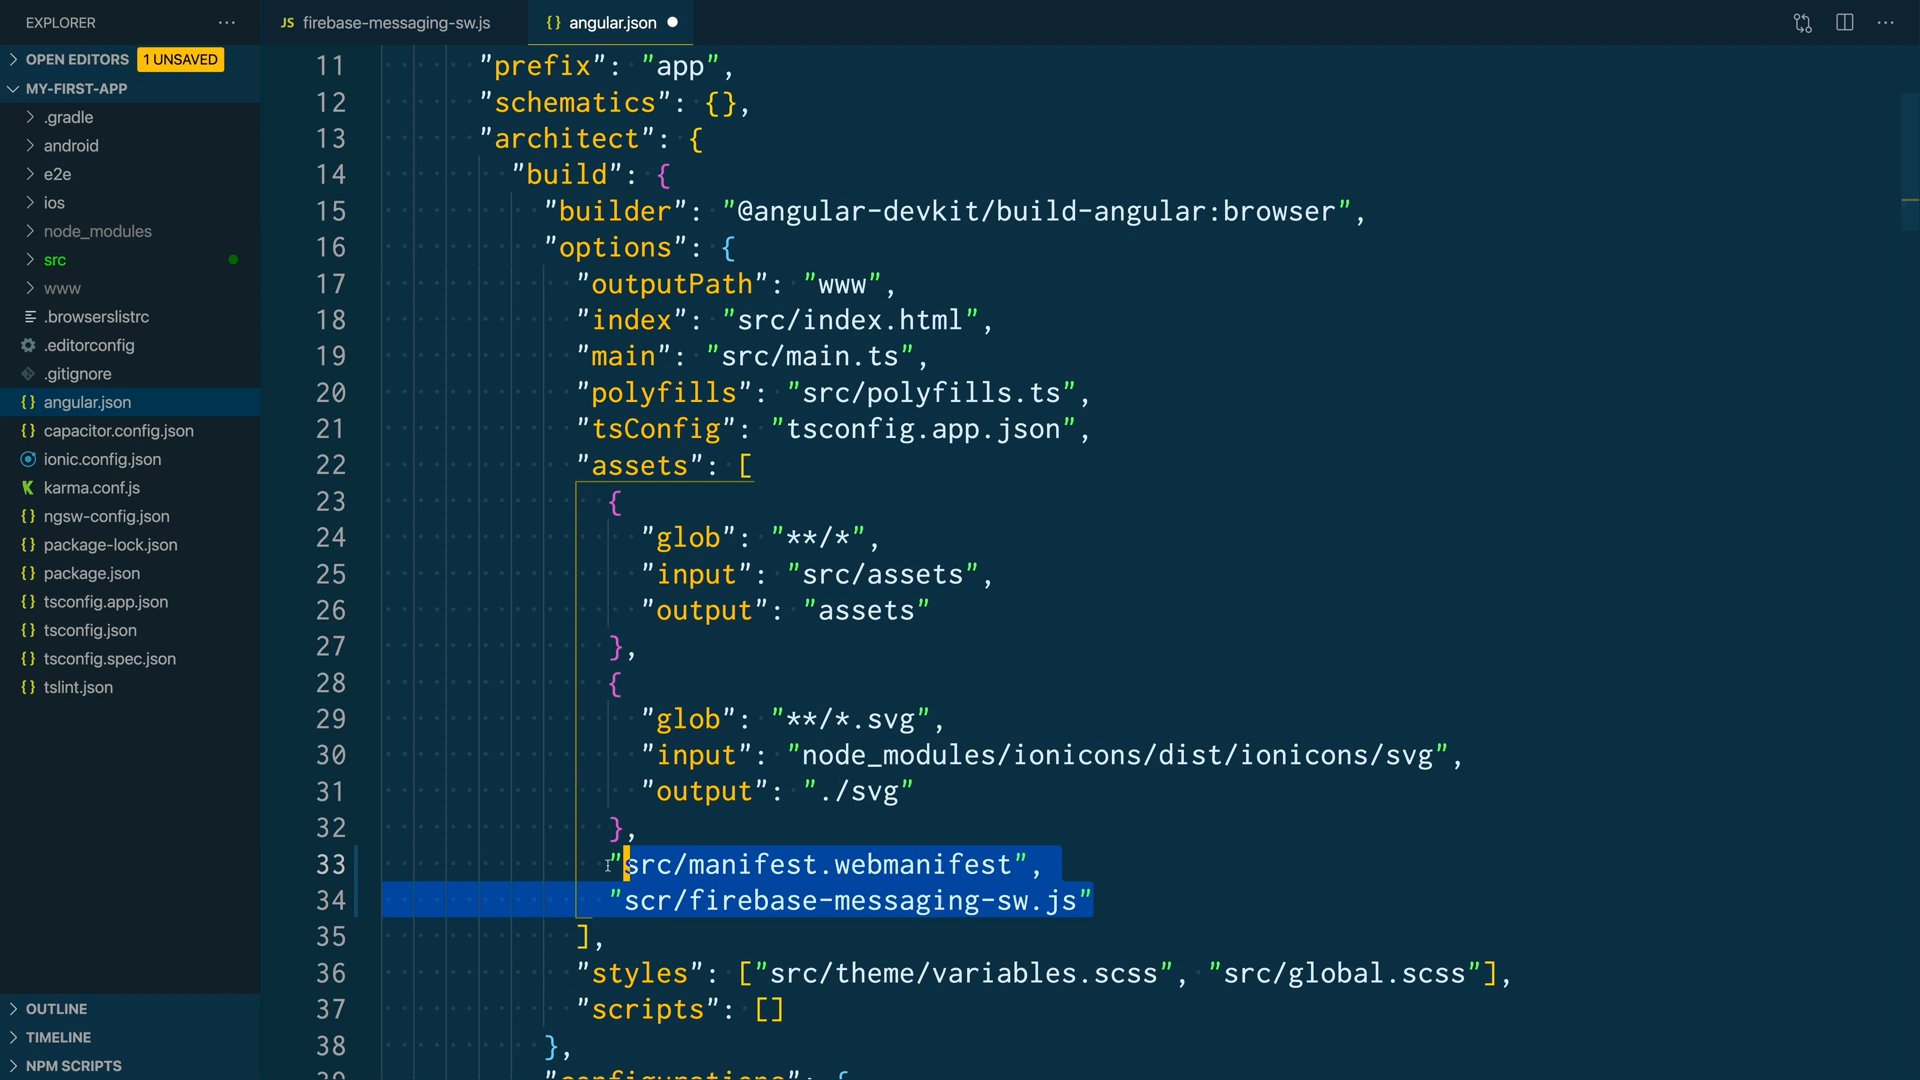 EXPLORER
OPEN EDITORS 1 UNSAVED
MY-FIRST-APP
.gradle
android
e2e
ios
node_modules
src
www
.browserslistrc
.editorconfig
.gitignore
{} angular.json
{} capacitor.config.json
ionic.config.json
karma.conf.js
{} ngsw-config.json
{} package-lock.json
{} package.json
{} tsconfig.app.json
{} tsconfig.json
{} tsconfig.spec.json
{} tslint.json
OUTLINE
TIMELINE
NPM SCRIPTS
JS firebase-messaging-sw.js
{} angular.json
11 "prefix": "app",
12 "schematics": {},
13 "architect": {
14 "build": {
15 "builder": "@angular-devkit/build-angular:browser",
16 "options": {
17 "outputPath": "www",
18 "index": "src/index.html",
19 "main": "src/main.ts",
20 "polyfills": "src/polyfills.ts",
21 "tsConfig": "tsconfig.app.json",
22 "assets": [
23 {
24 "glob": "**/*",
25 "input": "src/assets",
26 "output": "assets"
27 },
28 {
29 "glob": "**/*.svg",
30 "input": "node_modules/ionicons/dist/ionicons/svg",
31 "output": "./svg"
32 },
33 "src/manifest.webmanifest",
34 "scr/firebase-messaging-sw.js"
35 ],
36 "styles": ["src/theme/variables.scss", "src/global.scss"],
37 "scripts": []
38 },
39 "configurations": {